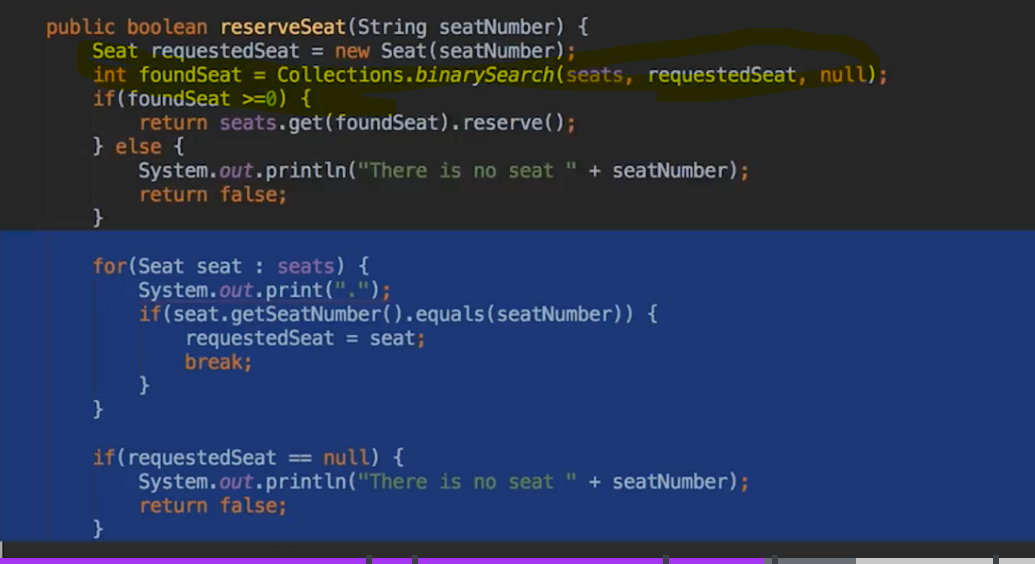 public boolean reserveSeat(String seatNumber) {
Seat requestedSeat = new Seat(seatNumber);
int foundSeat = Collections.binarySearch(seats, requestedSeat, null);
if(foundSeat >=0) {
return seats.get(foundSeat).reserve();
} else {
System.out.println("There is no seat " + seatNumber);
return false;
}
for(Seat seat : seats) {
System.out.print(".");
if(seat.getSeatNumber().equals(seatNumber)) {
requestedSeat = seat;
break;
}
}
if(requestedSeat == null) {
System.out.println("There is no seat " + seatNumber);
return false;
}